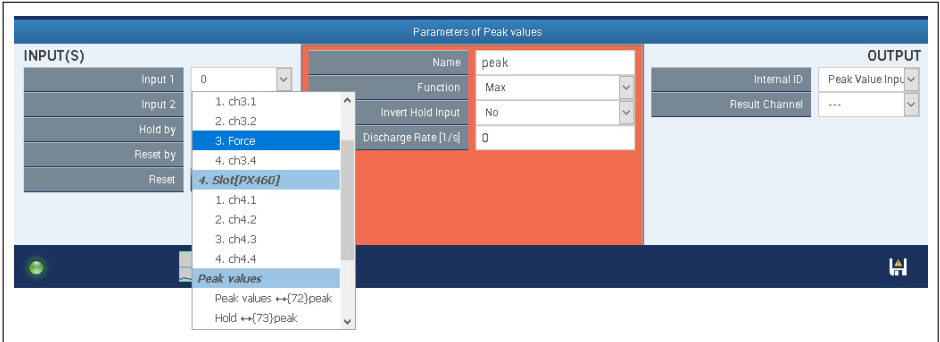 Parameters of Peak values
INPUT(S)
Input 1 0
Input 2
Hold by
Reset by
Reset
1. ch3.1
2. ch3.2
3. Force
4. ch3.4
4. Slot[PX460]
1. ch4.1
2. ch4.2
3. ch4.3
4. ch4.4
Peak values
Peak values ↔{72}peak
Hold ↔{73}peak
Name peak
Function Max
Invert Hold Input No
Discharge Rate [1/s] 0
OUTPUT
Internal ID Peak Value Inpu
Result Channel ---